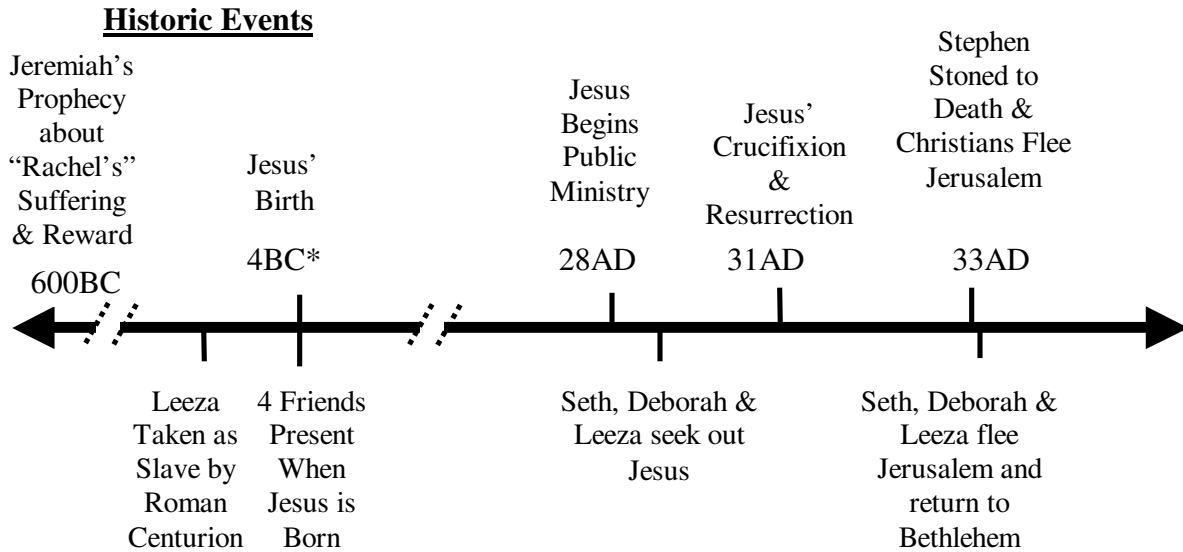 Historic Events
Jeremiah’s
Prophecy
about
“Rachel’s”
Suffering
& Reward
600BC
Jesus’
Birth
4BC*
Jesus
Begins
Public
Ministry
28AD
Jesus’
Crucifixion
&
Resurrection
31AD
Stephen
Stoned to
Death &
Christians Flee
Jerusalem
33AD
Leeza
Taken as
Slave by
Roman
Centurion
4 Friends
Present
When
Jesus is
Born
Seth, Deborah &
Leeza seek out
Jesus
Seth, Deborah &
Leeza flee
Jerusalem and
return to
Bethlehem